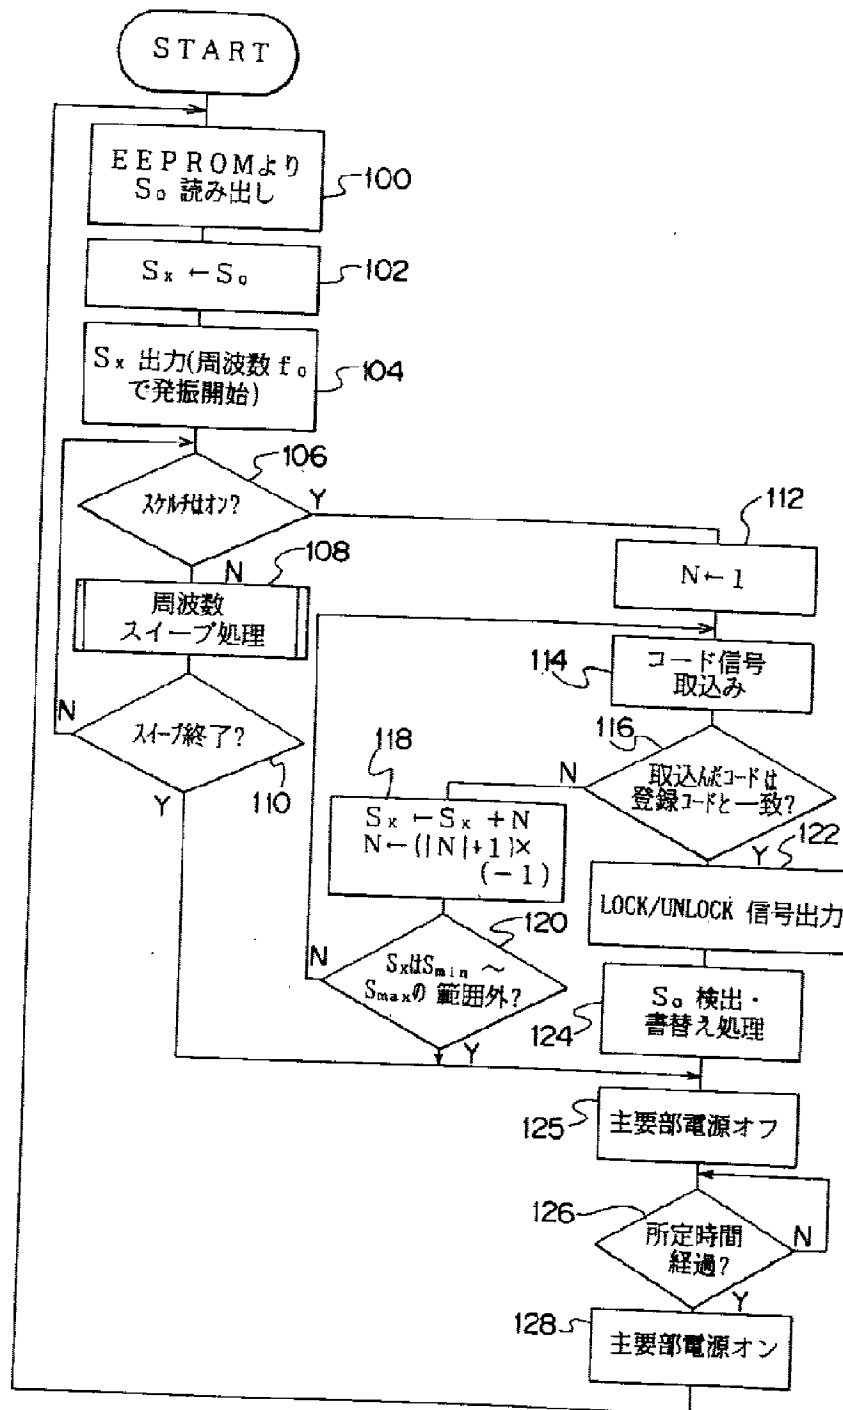 START
EEPROMより
S₀ 読み出し
100
Sₓ ← S₀
102
Sₓ 出力(周波数 f₀
で発振開始)
104
106
スケルチはオン?
Y
N
108
周波数
スイープ処理
N
スイープ終了?
110
Y
112
N←1
114
コード信号
取込み
116
取込んだコードは
登録コードと一致?
N
Y
118
Sₓ ← Sₓ + N
N ← (|N|+1)×
(−1)
120
SₓはSmin ~
Smaxの 範囲外?
N
Y
122
LOCK/UNLOCK 信号出力
124
S₀ 検出・
書替え処理
125
主要部電源オフ
126
所定時間
経過?
N
Y
128
主要部電源オン